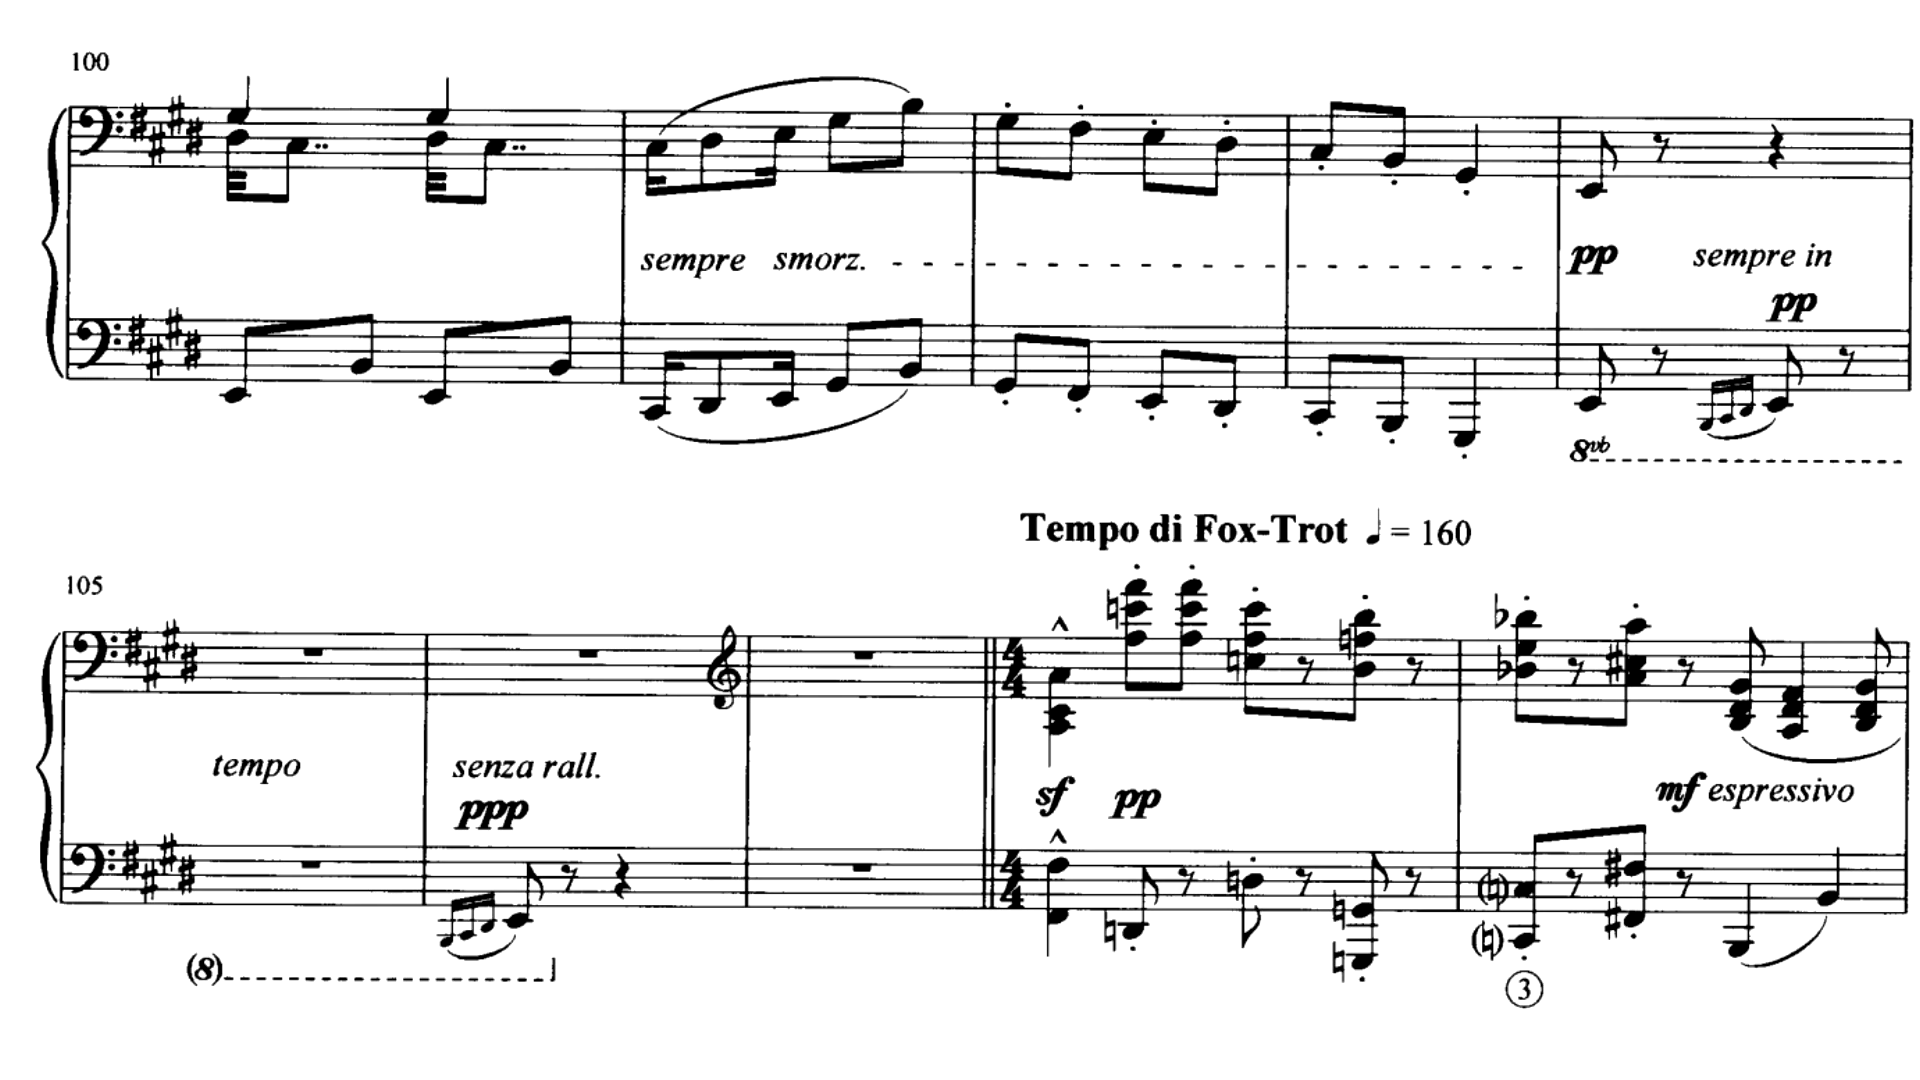 100
sempre smorz. pp sempre in
pp
8vb
Tempo di Fox-Trot ♩ = 160
105
tempo senza rall. sf pp mf espressivo
ppp
(8)
3